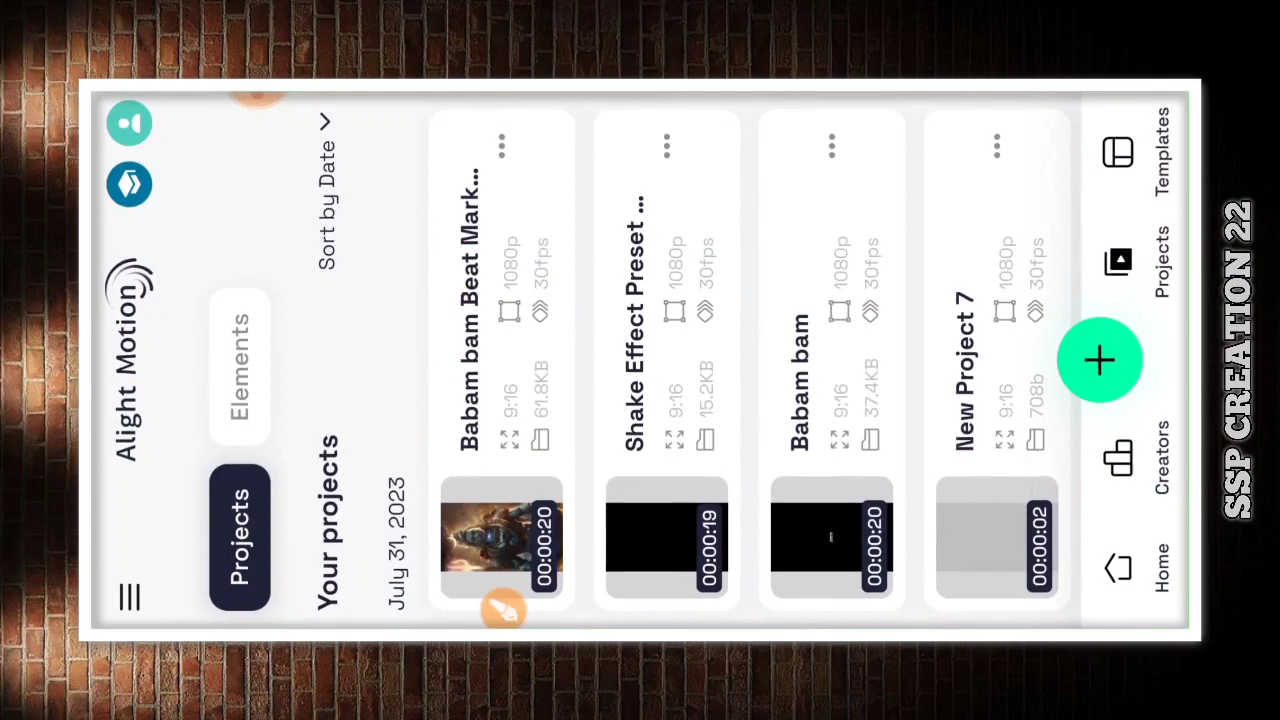 Alight Motion
Projects
Elements
Your projects
Sort by Date
July 31, 2023
Babam bam Beat Mark...
9:16
1080p
61.8KB
30fps
00:00:20
Shake Effect Preset ...
9:16
1080p
15.2KB
30fps
00:00:19
Babam bam
9:16
1080p
37.4KB
30fps
00:00:20
New Project 7
9:16
1080p
708b
30fps
00:00:02
Home
Creators
Projects
Templates
SSP CREATION 22